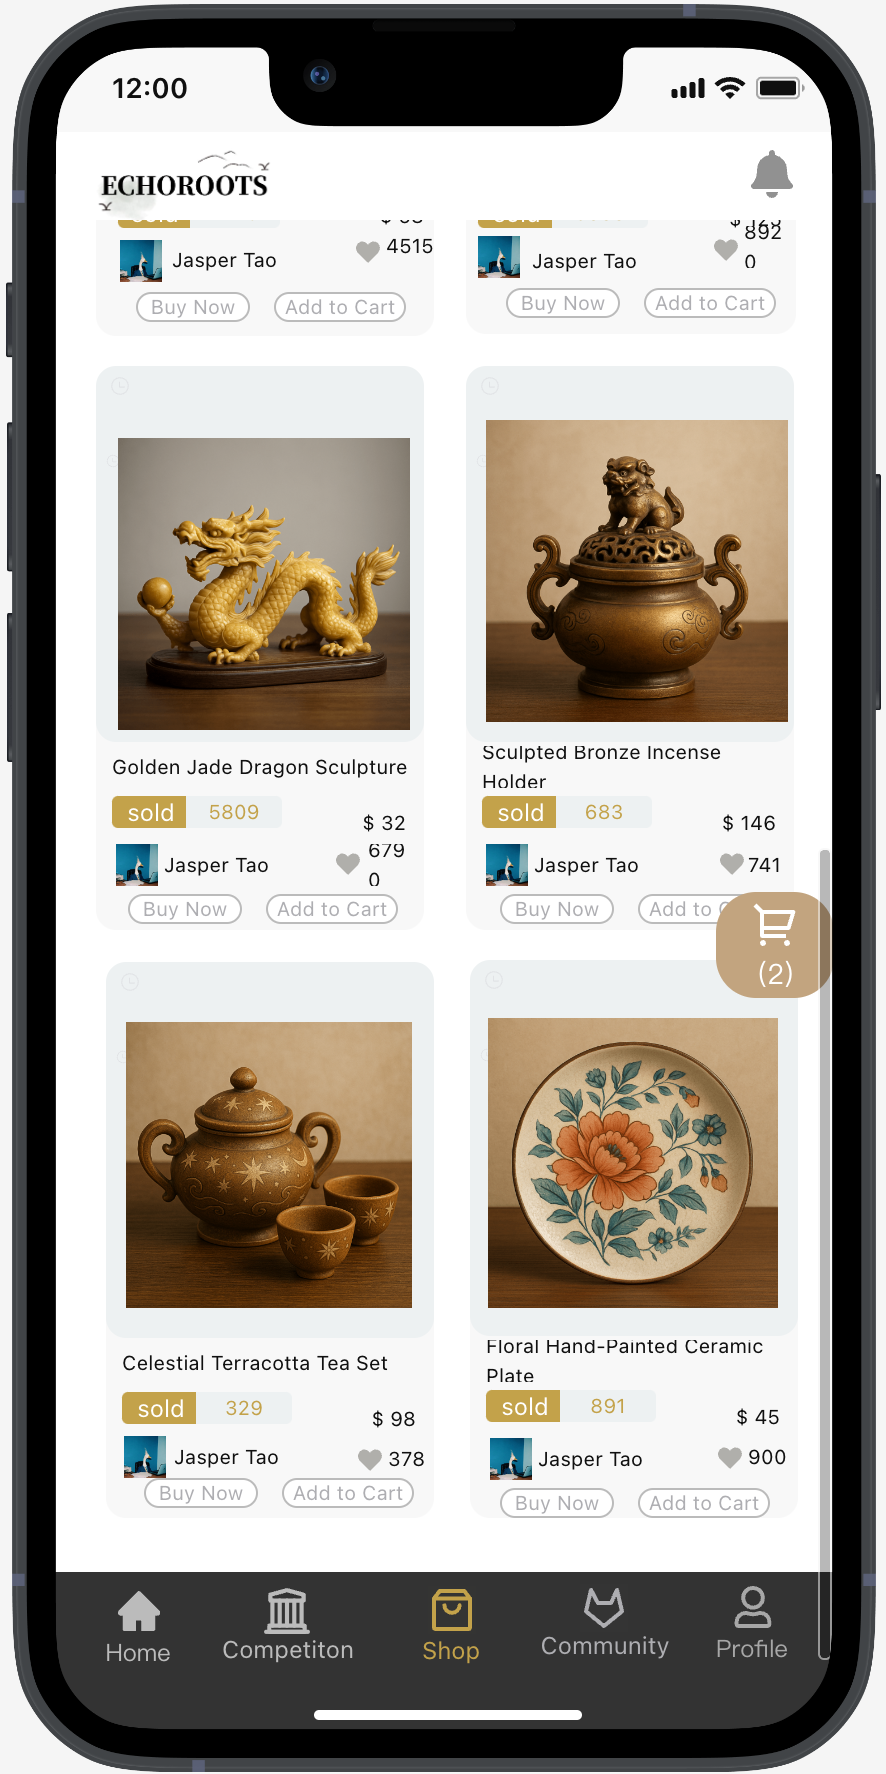 12:00
ECHOROOTS
Jasper Tao
4515
Buy Now
Add to Cart
892
0
Jasper Tao
Buy Now
Add to Cart
Golden Jade Dragon Sculpture
sold 5809
$ 32
Jasper Tao
679
0
Buy Now
Add to Cart
Sculpted Bronze Incense
Holder
sold 683
$ 146
Jasper Tao
741
Buy Now
Add to
(2)
Celestial Terracotta Tea Set
sold 329
$ 98
Jasper Tao
378
Buy Now
Add to Cart
Floral Hand-Painted Ceramic
Plate
sold 891
$ 45
Jasper Tao
900
Buy Now
Add to Cart
Home
Competiton
Shop
Community
Profile